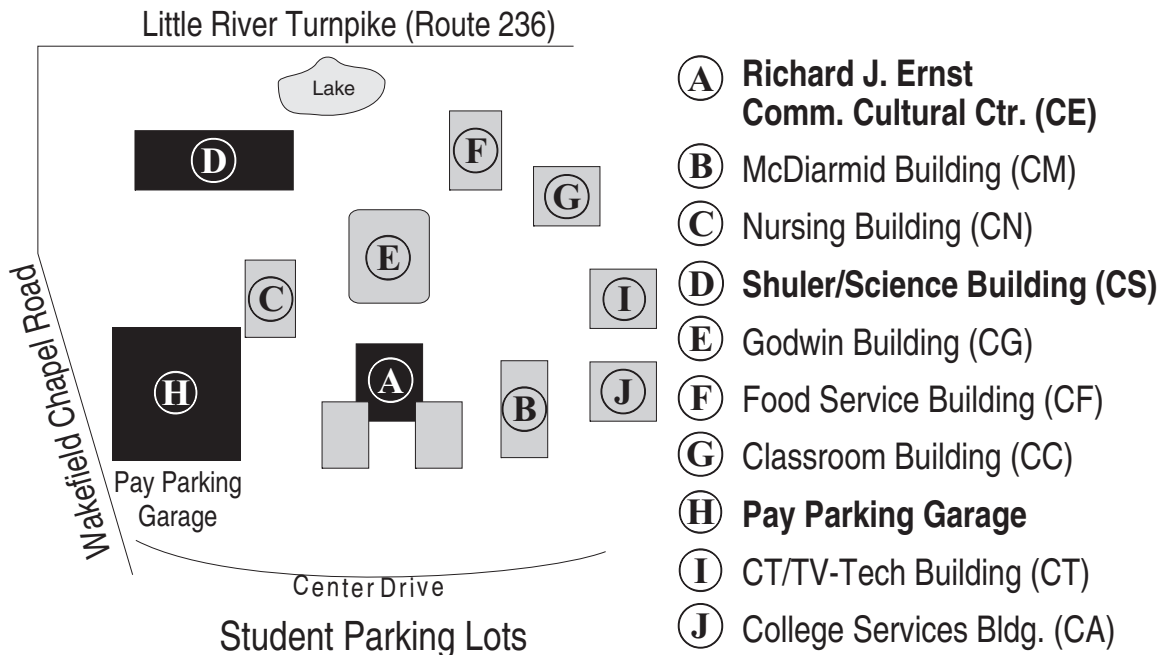 Little River Turnpike (Route 236)
Lake
D
F
G
E
C
I
H
A
B
J
Wakefield Chapel Road
Pay Parking
Garage
Center Drive
Student Parking Lots
A Richard J. Ernst
Comm. Cultural Ctr. (CE)
B McDiarmid Building (CM)
C Nursing Building (CN)
D Shuler/Science Building (CS)
E Godwin Building (CG)
F Food Service Building (CF)
G Classroom Building (CC)
H Pay Parking Garage
I CT/TV-Tech Building (CT)
J College Services Bldg. (CA)